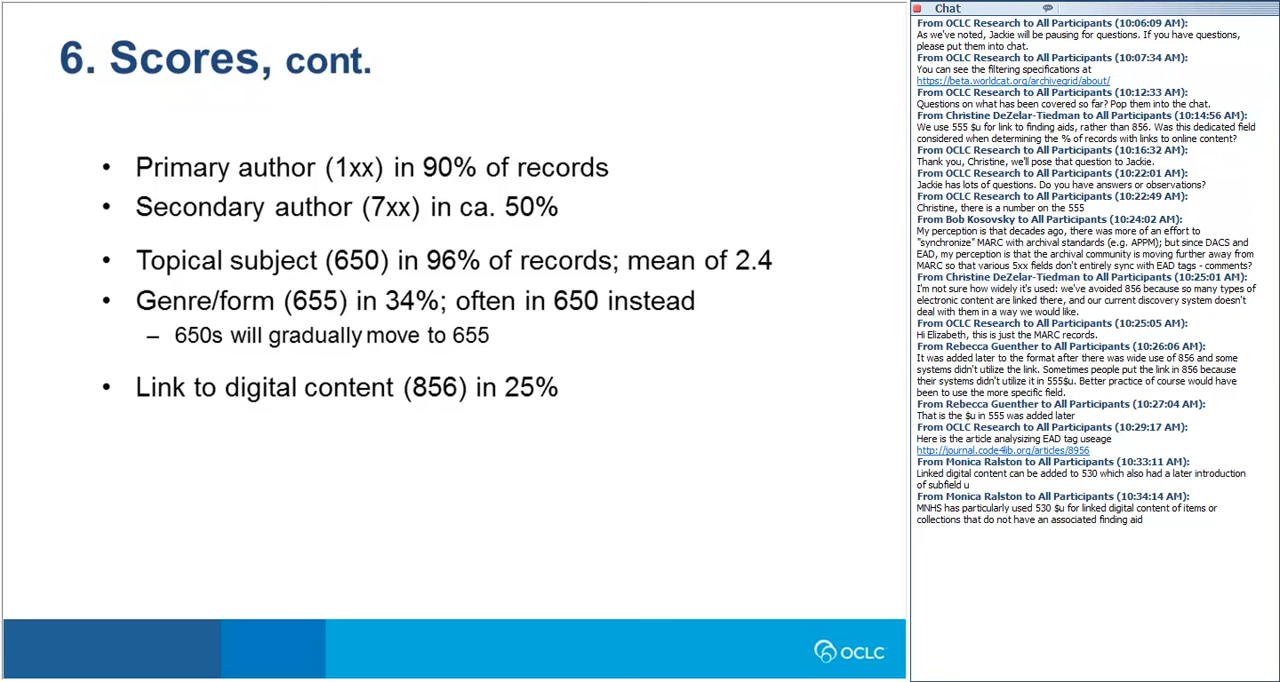 6. Scores, cont.
• Primary author (1xx) in 90% of records
• Secondary author (7xx) in ca. 50%
• Topical subject (650) in 96% of records; mean of 2.4
• Genre/form (655) in 34%; often in 650 instead
– 650s will gradually move to 655
• Link to digital content (856) in 25%
OCLC
Chat
From OCLC Research to All Participants (10:06:09 AM):
As we've noted, Jackie will be pausing for questions. If you have questions,
please put them into chat.
From OCLC Research to All Participants (10:07:34 AM):
You can see the filtering specifications at
https://beta.worldcat.org/archivegrid/about/
From OCLC Research to All Participants (10:12:33 AM):
Questions on what has been covered so far? Pop them into the chat.
From Christine DeZelar-Tiedman to All Participants (10:14:56 AM):
We use 555 $u for link to finding aids, rather than 856. Was this dedicated field
considered when determining the % of records with links to online content?
From OCLC Research to All Participants (10:16:32 AM):
Thank you, Christine, we'll pose that question to Jackie.
From OCLC Research to All Participants (10:22:01 AM):
Jackie has lots of questions. Do you have answers or observations?
From OCLC Research to All Participants (10:22:49 AM):
Christine, there is a number on the 555
From Bob Kosovsky to All Participants (10:24:02 AM):
My perception is that decades ago, there was more of an effort to
"synchronize" MARC with archival standards (e.g. APPM); but since DACS and
EAD, my perception is that the archival community is moving further away from
MARC so that various 5xx fields don't entirely sync with EAD tags - comments?
From Christine DeZelar-Tiedman to All Participants (10:25:01 AM):
I'm not sure how widely it's used: we've avoided 856 because so many types of
electronic content are linked there, and our current discovery system doesn't
deal with them in a way we would like.
From OCLC Research to All Participants (10:25:05 AM):
Hi Elizabeth, this is just the MARC records.
From Rebecca Guenther to All Participants (10:26:06 AM):
It was added later to the format after there was wide use of 856 and some
systems didn't utilize the link. Sometimes people put the link in 856 because
their systems didn't utilize it in 555$u. Better practice of course would have
been to use the more specific field.
From Rebecca Guenther to All Participants (10:27:04 AM):
That is the $u in 555 was added later
From OCLC Research to All Participants (10:29:17 AM):
Here is the article analysizing EAD tag useage
http://journal.code4lib.org/articles/8956
From Monica Ralston to All Participants (10:33:11 AM):
Linked digital content can be added to 530 which also had a later introduction
of subfield u
From Monica Ralston to All Participants (10:34:14 AM):
MNHS has particularly used 530 $u for linked digital content of items or
collections that do not have an associated finding aid